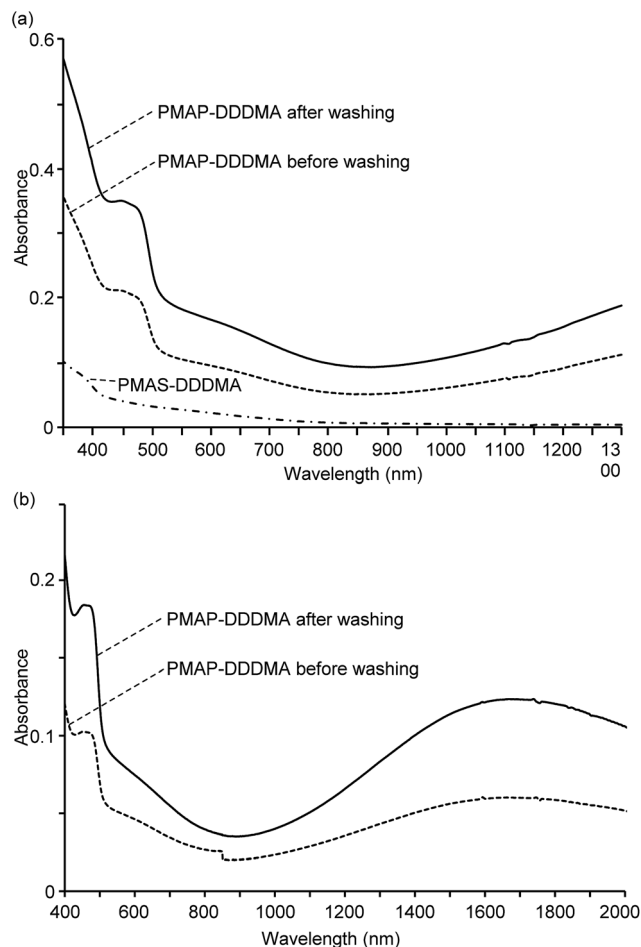 (a)
0.6
PMAP-DDDMA after washing
PMAP-DDDMA before washing
0.4
Absorbance
0.2
PMAS-DDDMA
0
400 500 600 700 800 900 1000 1100 1200 13
00
Wavelength (nm)
(b)
0.2
PMAP-DDDMA after washing
PMAP-DDDMA before washing
Absorbance
0.1
0
400 600 800 1000 1200 1400 1600 1800 2000
Wavelength (nm)